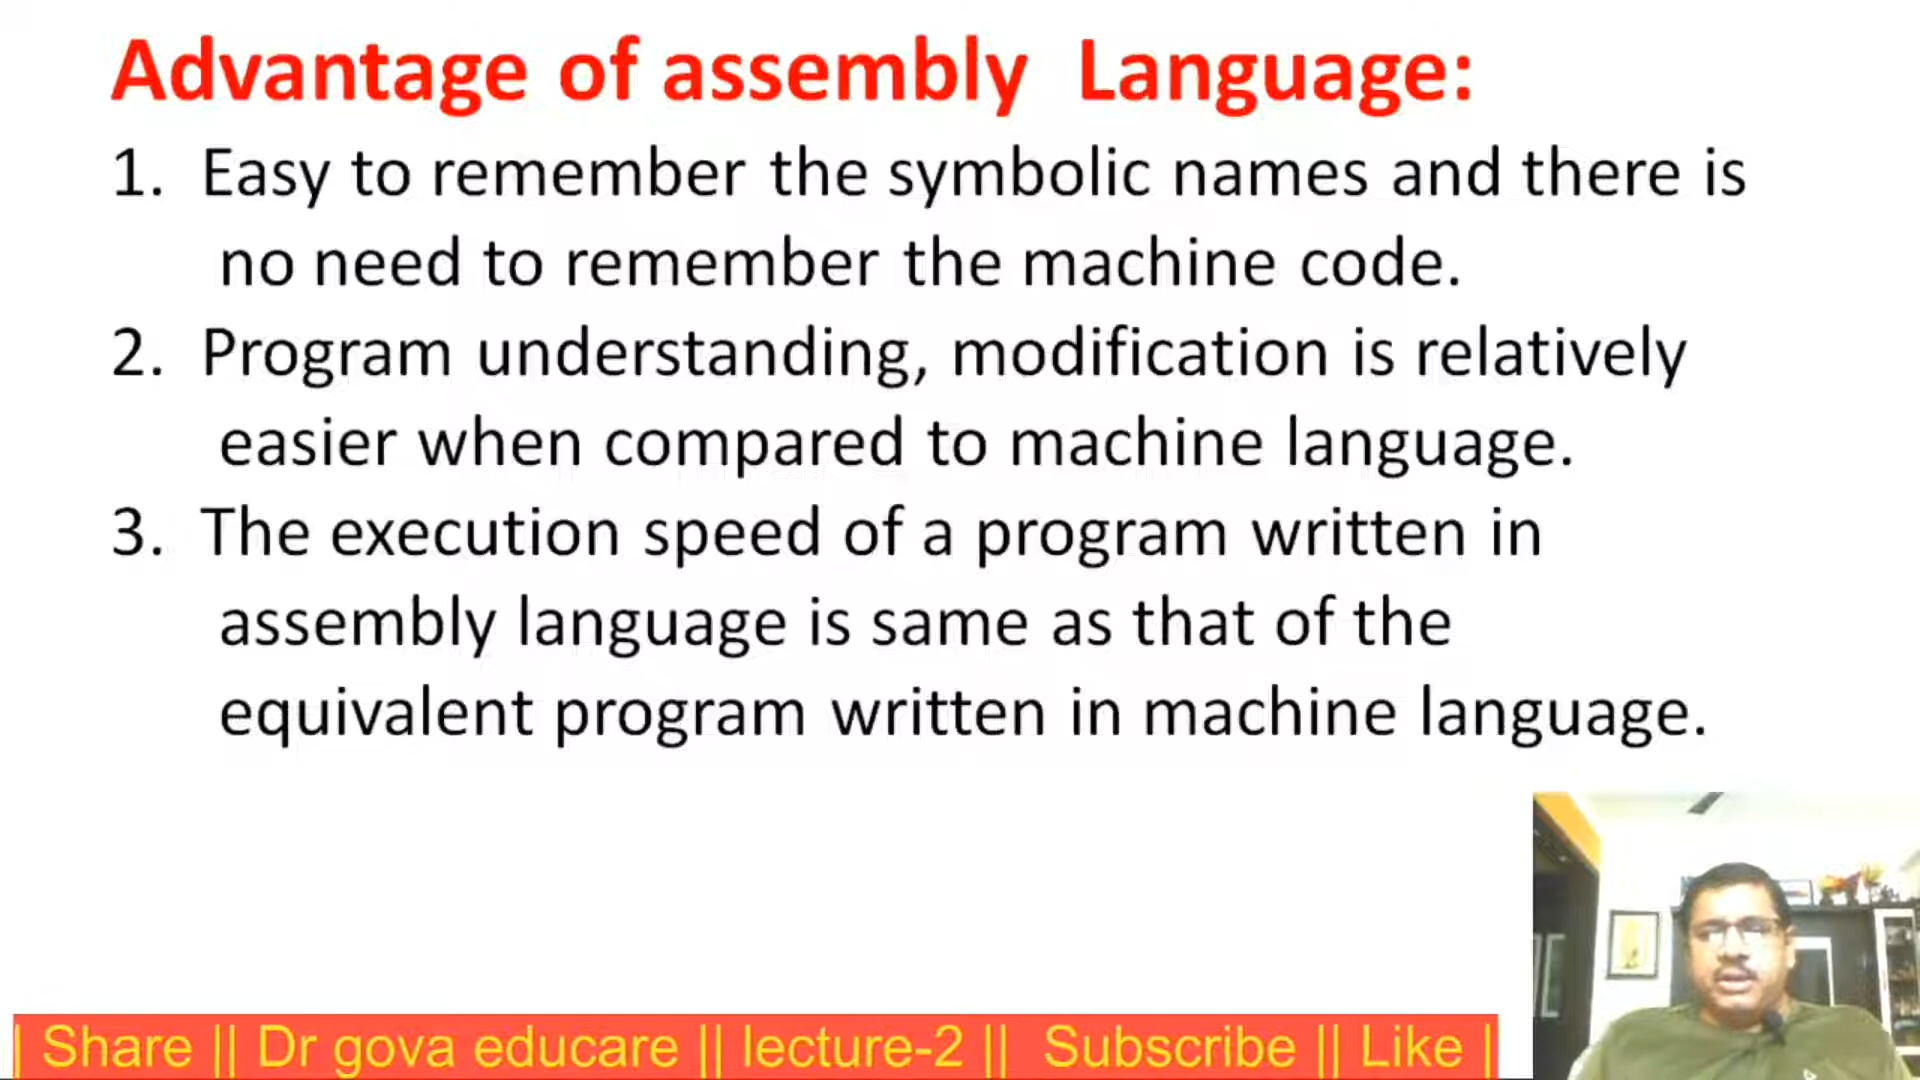 Advantage of assembly Language:
1. Easy to remember the symbolic names and there is
no need to remember the machine code.
2. Program understanding, modification is relatively
easier when compared to machine language.
3. The execution speed of a program written in
assembly language is same as that of the
equivalent program written in machine language.
| Share || Dr gova educare || lecture-2 || Subscribe || Like |